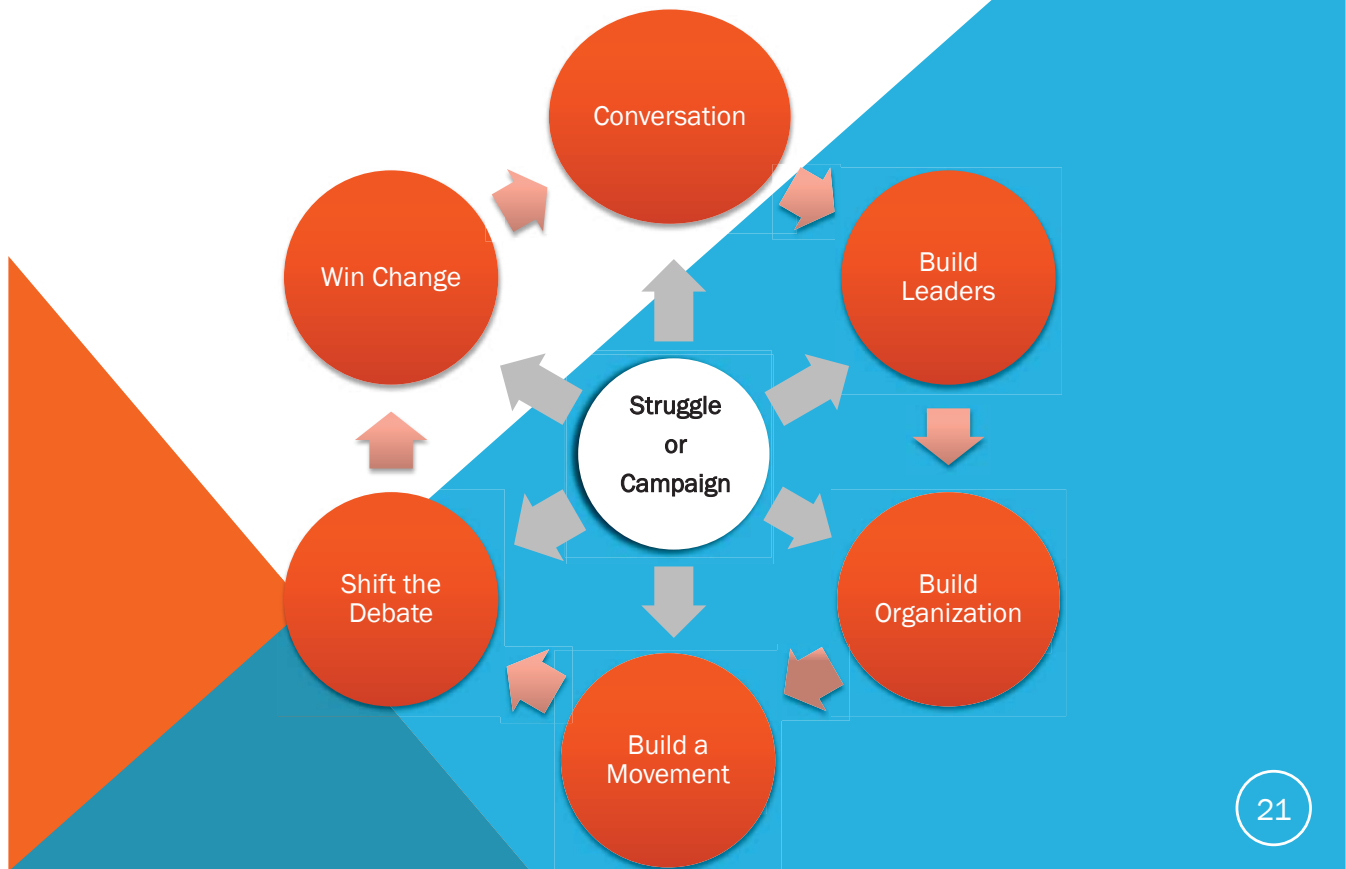 Conversation
Build
Leaders
Build
Organization
Build a
Movement
Shift the
Debate
Win Change
Struggle
or
Campaign
21